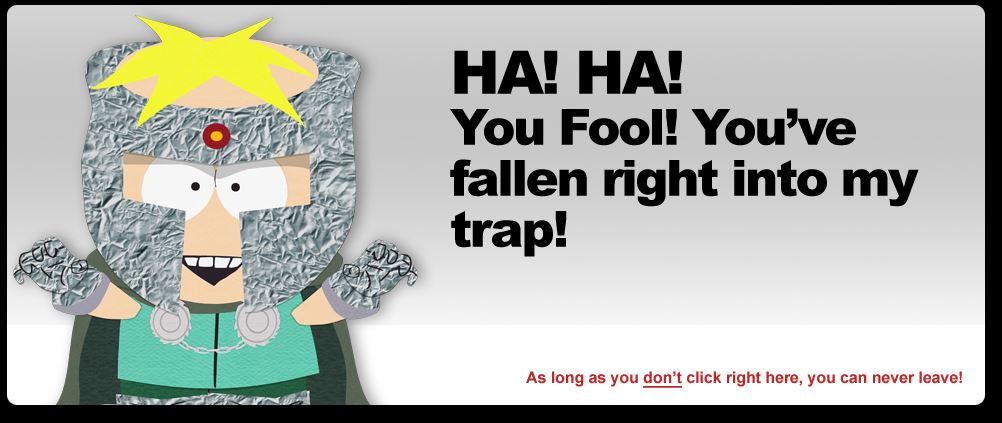 HA! HA!
You Fool! You’ve
fallen right into my
trap!
As long as you don’t click right here, you can never leave!